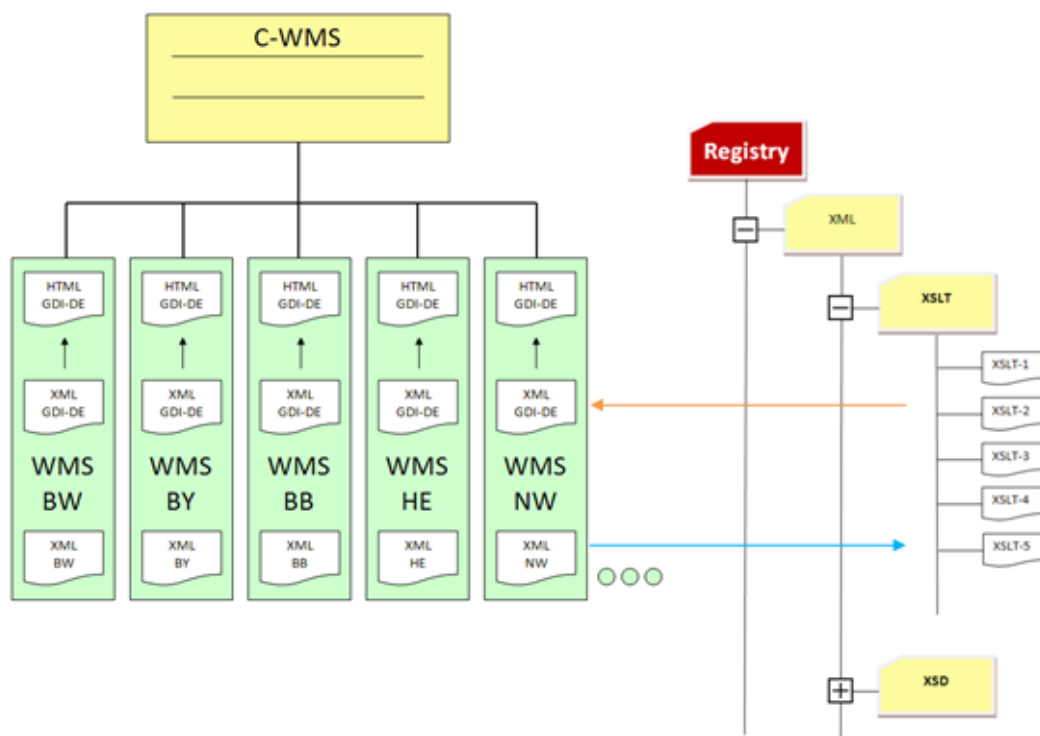 C-WMS
Registry
XML
XSLT
XSLT-1
XSLT-2
XSLT-3
XSLT-4
XSLT-5
XSD
HTML
GDI-DE
XML
GDI-DE
WMS
BW
XML
BW
HTML
GDI-DE
XML
GDI-DE
WMS
BY
XML
BY
HTML
GDI-DE
XML
GDI-DE
WMS
BB
XML
BB
HTML
GDI-DE
XML
GDI-DE
WMS
HE
XML
HE
HTML
GDI-DE
XML
GDI-DE
WMS
NW
XML
NW